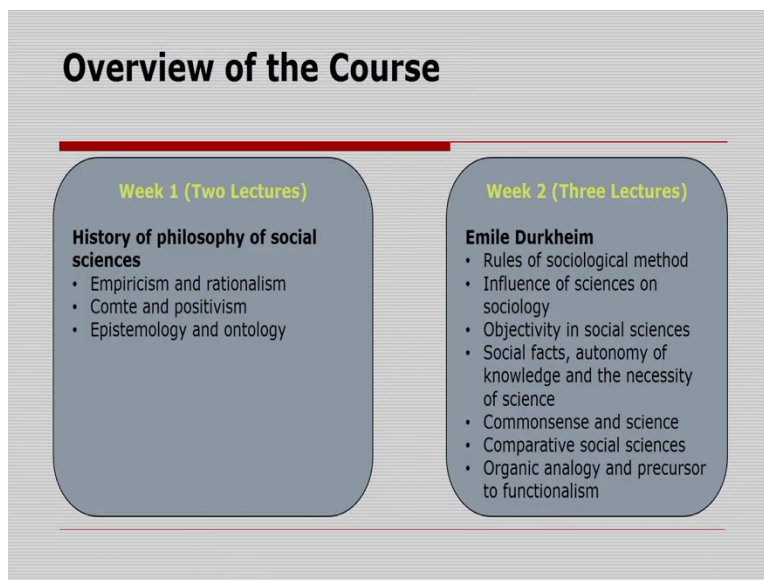 Overview of the Course
Week 1 (Two Lectures)
History of philosophy of social
sciences
• Empiricism and rationalism
• Comte and positivism
• Epistemology and ontology
Week 2 (Three Lectures)
Emile Durkheim
• Rules of sociological method
• Influence of sciences on
sociology
• Objectivity in social sciences
• Social facts, autonomy of
knowledge and the necessity
of science
• Commonsense and science
• Comparative social sciences
• Organic analogy and precursor
to functionalism